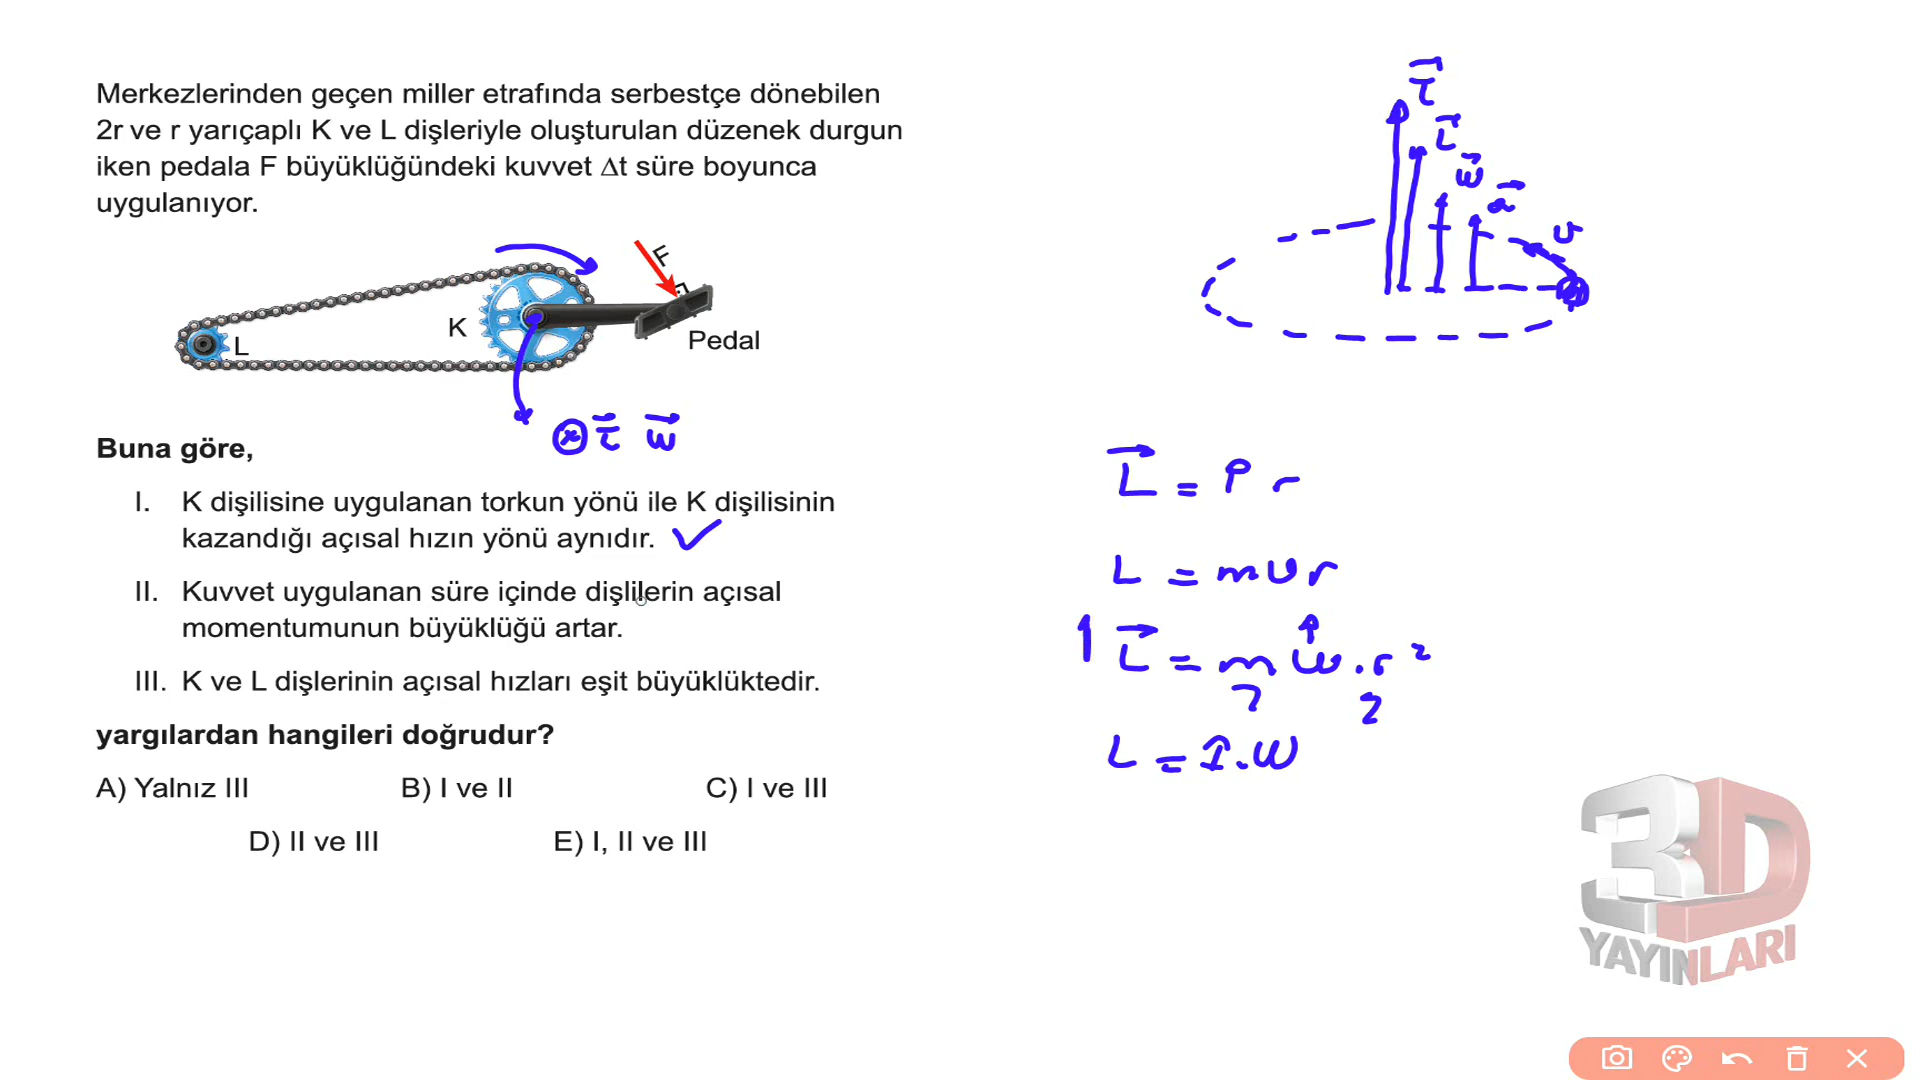 Merkezlerinden geçen miller etrafında serbestçe dönebilen
2r ve r yarıçaplı K ve L dişleriyle oluşturulan düzenek durgun
iken pedala F büyüklüğündeki kuvvet ∆t süre boyunca
uygulanıyor.
F
K
L
Pedal
⊗ τ⃗ w⃗
Buna göre,
I. K dişilisine uygulanan torkun yönü ile K dişilisinin
kazandığı açısal hızın yönü aynıdır. ✓
II. Kuvvet uygulanan süre içinde dişlilerin açısal
momentumunun büyüklüğü artar.
III. K ve L dişlerinin açısal hızları eşit büyüklüktedir.
yargılardan hangileri doğrudur?
A) Yalnız III B) I ve II C) I ve III
D) II ve III E) I, II ve III
τ⃗
L⃗
w⃗
a⃗
υ
L⃗ = P r
L = m υ r
↑ L⃗ = m w . r²
L = I . w
3D
YAYINLARI